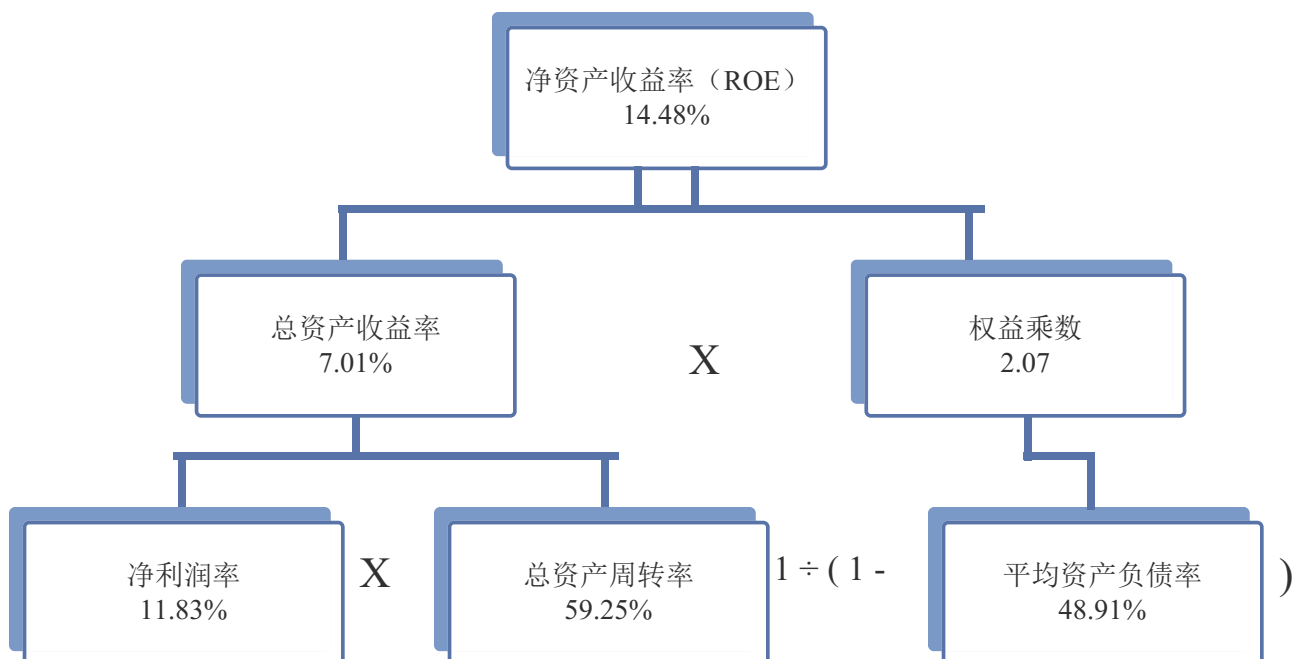 净资产收益率（ROE）
14.48%
总资产收益率
7.01%
X
权益乘数
2.07
净利润率
11.83%
X
总资产周转率
59.25%
1 ÷ ( 1 -
平均资产负债率
48.91%
)